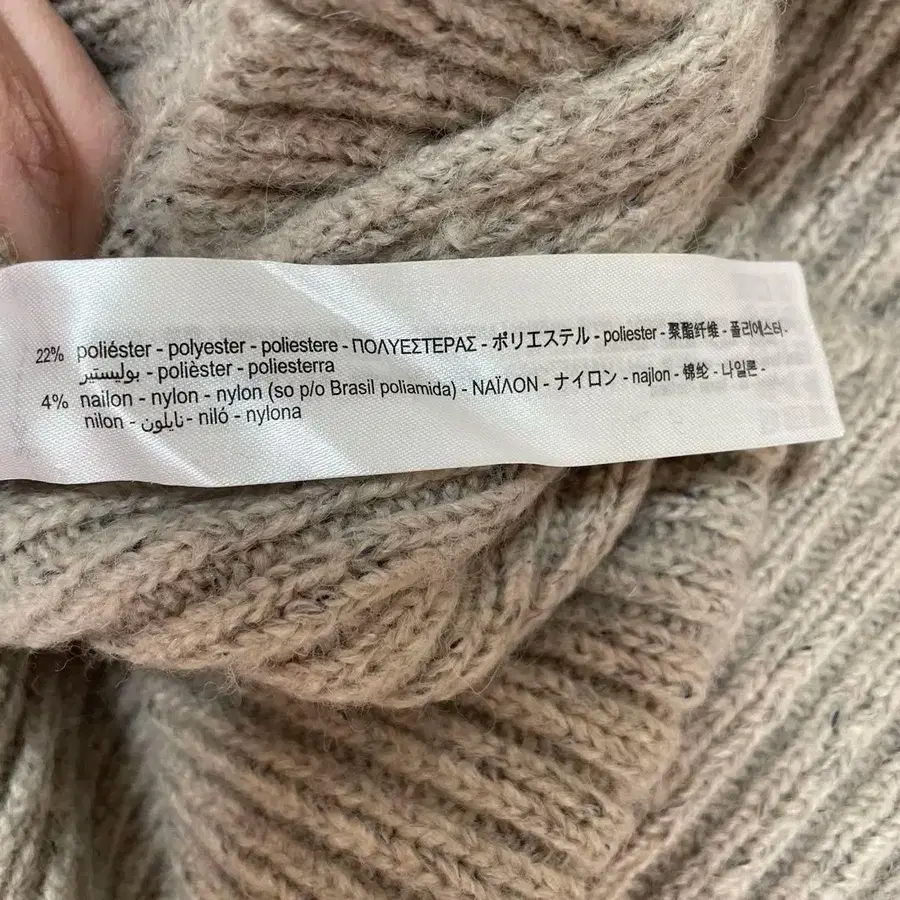 22% poliéster - polyester - poliestere - ΠΟΛΥΕΣΤΕΡΑΣ - ポリエステル - poliester - 聚酯纤维 - 폴리에스터 -
بوليستير - polièster - poliesterra
4% nailon - nylon - nylon (so p/o Brasil poliamida) - ΝΑΪΛΟΝ - ナイロン - najlon - 锦纶 - 나일론 -
nilon - نايلون - niló - nylona